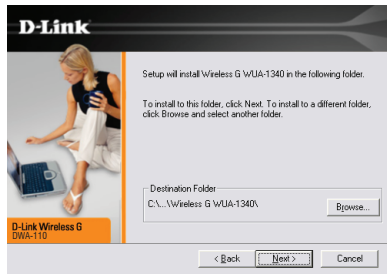 D-Link
Setup will install Wireless G WUA-1340 in the following folder.
To install to this folder, click Next. To install to a different folder,
click Browse and select another folder.
Destination Folder
C:\...\Wireless G WUA-1340\
Browse...
D-Link Wireless G
DWA-110
< Back
Next >
Cancel